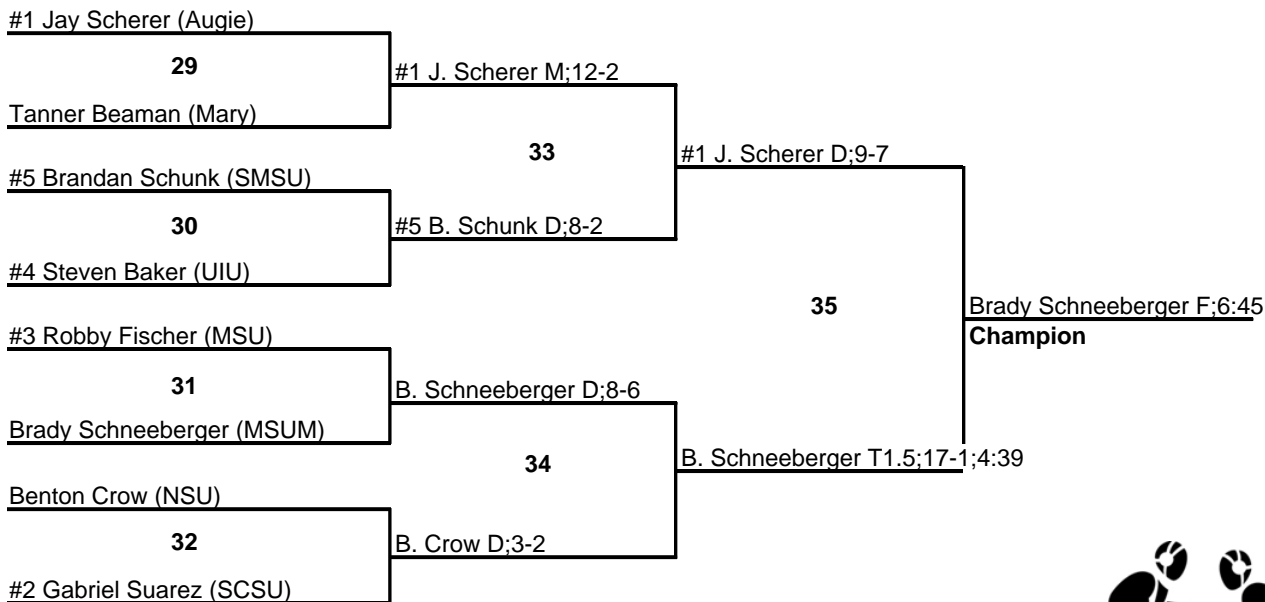 #1 Jay Scherer (Augie)
29
#1 J. Scherer M;12-2
Tanner Beaman (Mary)
33
#1 J. Scherer D;9-7
#5 Brandan Schunk (SMSU)
30
#5 B. Schunk D;8-2
#4 Steven Baker (UIU)
35
Brady Schneeberger F;6:45
Champion
#3 Robby Fischer (MSU)
31
B. Schneeberger D;8-6
Brady Schneeberger (MSUM)
34
B. Schneeberger T1.5;17-1;4:39
Benton Crow (NSU)
32
B. Crow D;3-2
#2 Gabriel Suarez (SCSU)